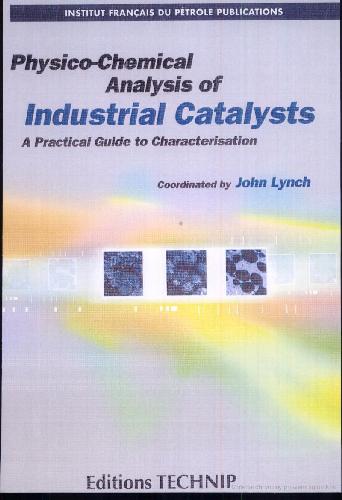 INSTITUT FRANÇAIS DU PÉTROLE PUBLICATIONS
Physico-Chemical
Analysis of
Industrial Catalysts
A Practical Guide to Characterisation
Coordinated by John Lynch
Editions TECHNIP